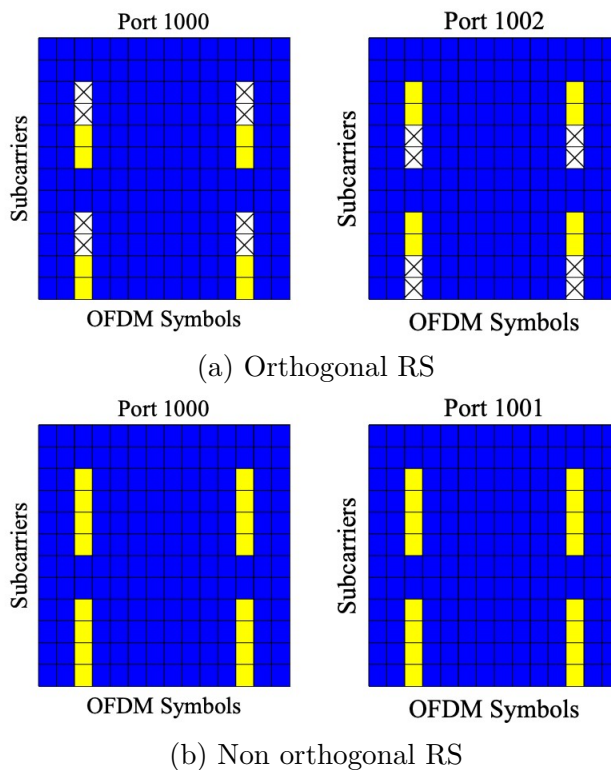 Port 1000
Port 1002
Subcarriers
Subcarriers
OFDM Symbols
OFDM Symbols
(a) Orthogonal RS
Port 1000
Port 1001
Subcarriers
Subcarriers
OFDM Symbols
OFDM Symbols
(b) Non orthogonal RS